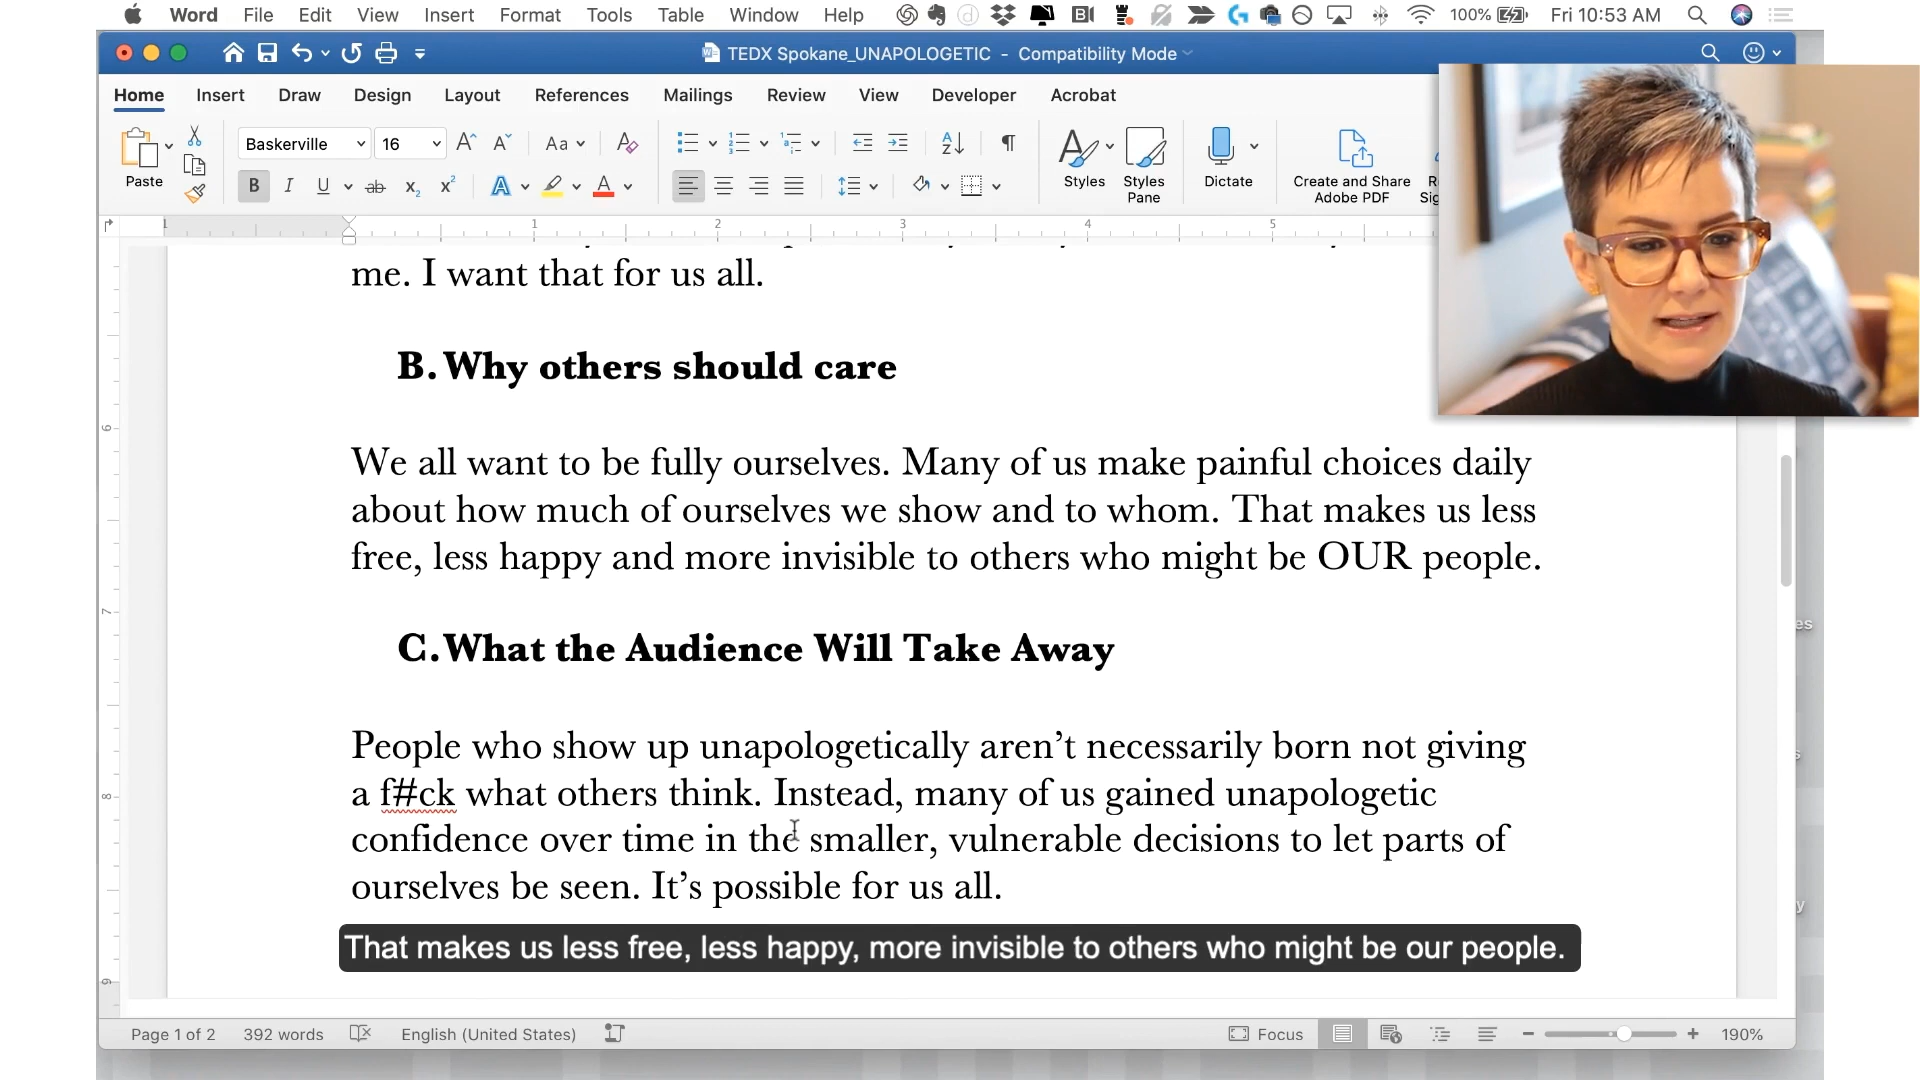 Word File Edit View Insert Format Tools Table Window Help 100% Fri 10:53 AM
TEDX Spokane_UNAPOLOGETIC - Compatibility Mode
Home Insert Draw Design Layout References Mailings Review View Developer Acrobat
Baskerville 16 Aa
Paste
Styles
Styles Pane
Dictate
Create and Share Adobe PDF
1 1 2 3 4 5
me. I want that for us all.
B. Why others should care
We all want to be fully ourselves. Many of us make painful choices daily
about how much of ourselves we show and to whom. That makes us less
free, less happy and more invisible to others who might be OUR people.
C. What the Audience Will Take Away
People who show up unapologetically aren’t necessarily born not giving
a f#ck what others think. Instead, many of us gained unapologetic
confidence over time in the smaller, vulnerable decisions to let parts of
ourselves be seen. It’s possible for us all.
That makes us less free, less happy, more invisible to others who might be our people.
Page 1 of 2 392 words English (United States) Focus 190%